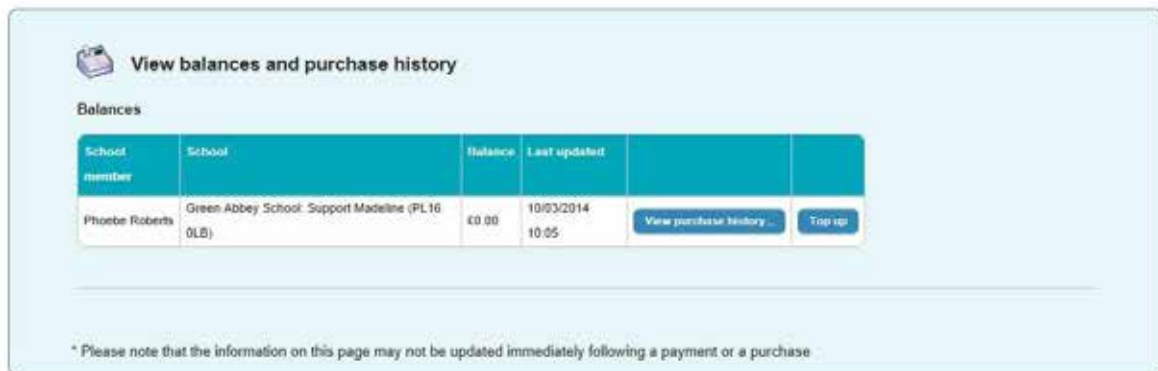 View balances and purchase history
Balances
School member School Balance Last updated
Phoebe Roberts Green Abbey School: Support Madeline (PL16 0LB) £0.00 10/03/2014 10:05 View purchase history... Top up
* Please note that the information on this page may not be updated immediately following a payment or a purchase